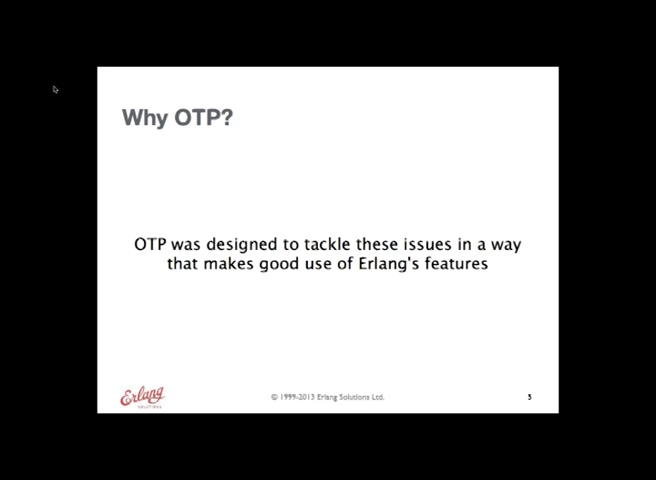 Why OTP?
OTP was designed to tackle these issues in a way
that makes good use of Erlang's features
Erlang
SOLUTIONS
© 1999-2013 Erlang Solutions Ltd.
5